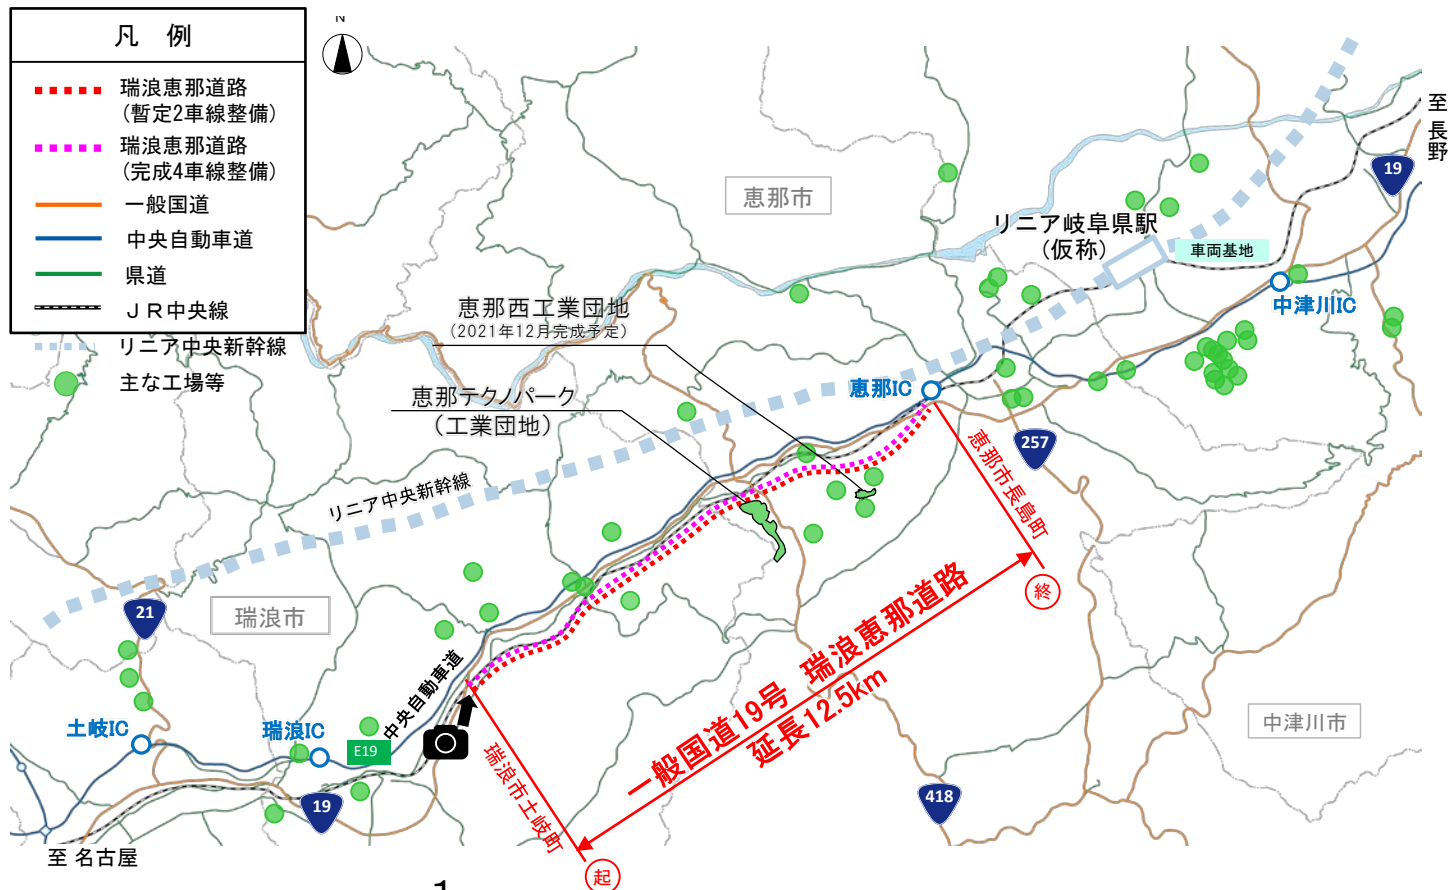 凡 例
瑞浪恵那道路
(暫定2車線整備)
瑞浪恵那道路
(完成4車線整備)
一般国道
中央自動車道
県道
ＪＲ中央線
リニア中央新幹線
主な工場等
N
至
長野
19
恵那市
リニア岐阜県駅
(仮称)
車両基地
中津川IC
恵那西工業団地
(2021年12月完成予定)
恵那テクノパーク
(工業団地)
恵那IC
257
恵那市長島町
リニア中央新幹線
終
21
瑞浪市
一般国道19号 瑞浪恵那道路
延長12.5km
中央自動車道
中津川市
土岐IC
瑞浪IC
E19
瑞浪市土岐町
19
418
至 名古屋
起
1